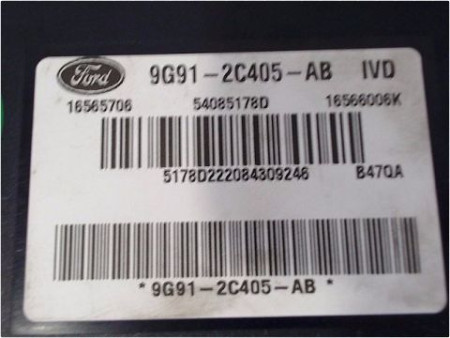 Ford 9G91-2C405-AB IVD
16565706 54085178D 16566006K
5178D222084309246 B47QA
*9G91-2C405-AB*